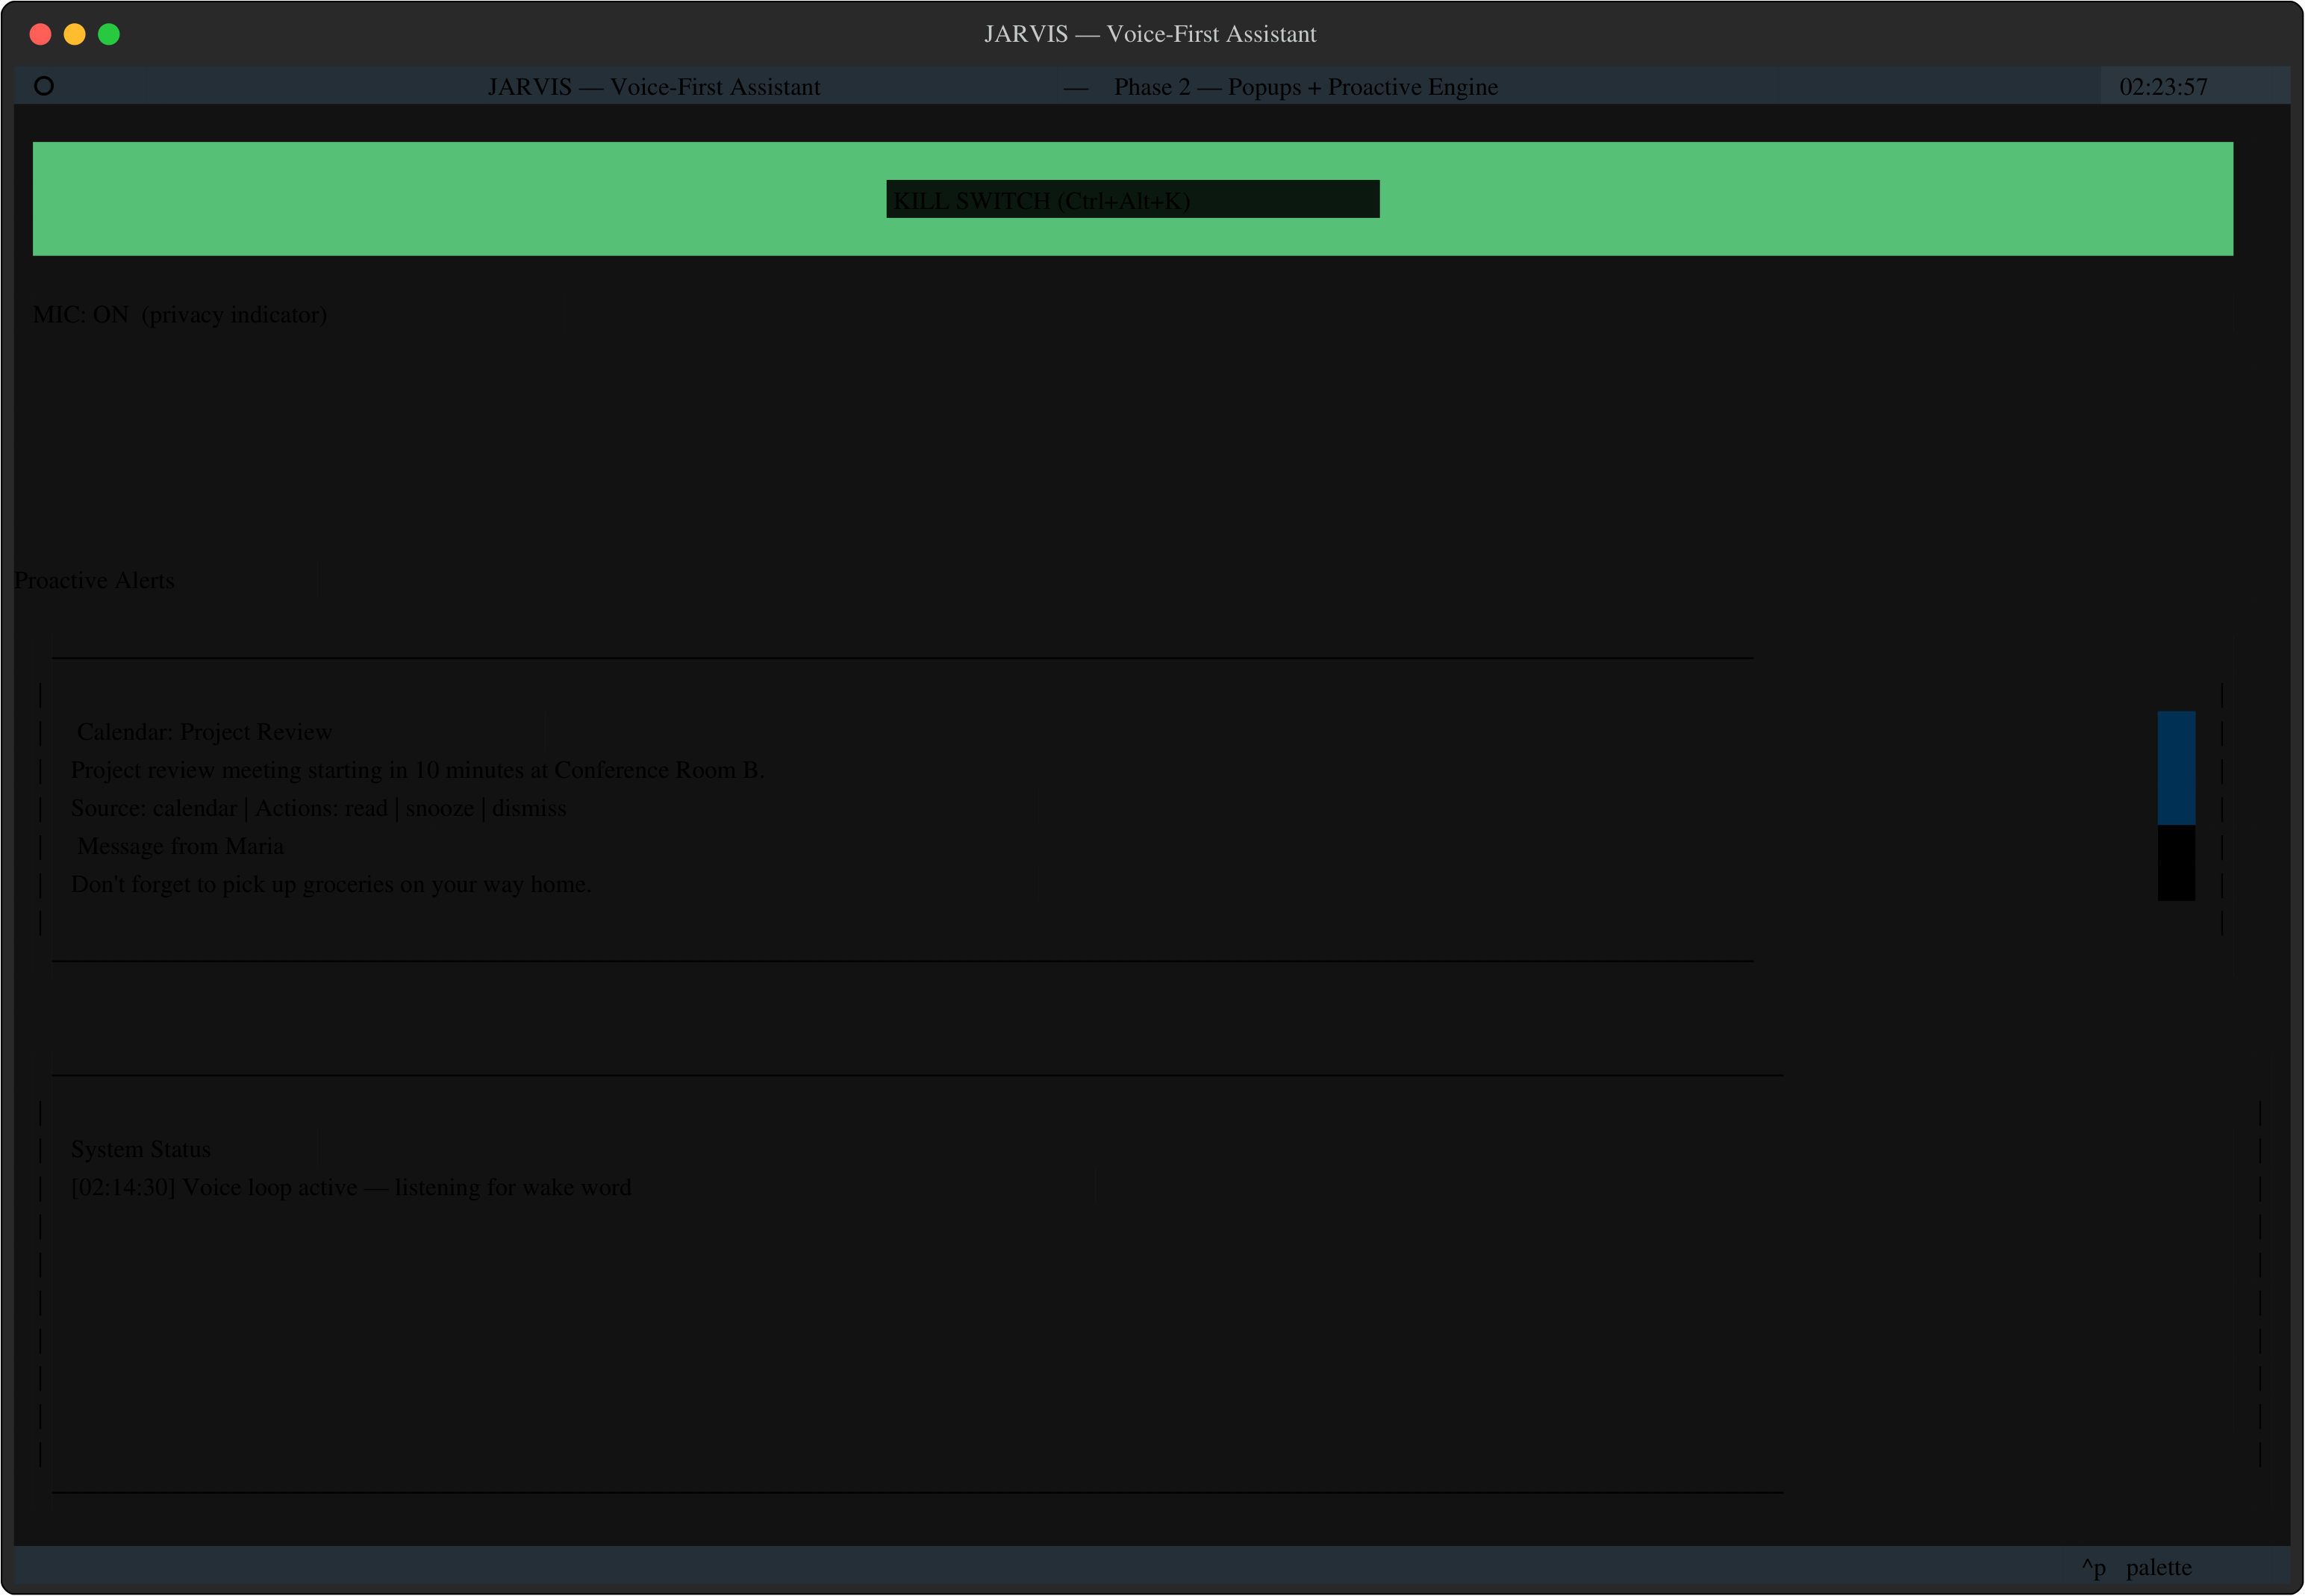 JARVIS — Voice-First Assistant
JARVIS — Voice-First Assistant — Phase 2 — Popups + Proactive Engine 02:23:57
KILL SWITCH (Ctrl+Alt+K)
MIC: ON (privacy indicator)
Proactive Alerts
Calendar: Project Review
Project review meeting starting in 10 minutes at Conference Room B.
Source: calendar | Actions: read | snooze | dismiss
Message from Maria
Don't forget to pick up groceries on your way home.
System Status
[02:14:30] Voice loop active — listening for wake word
^p palette